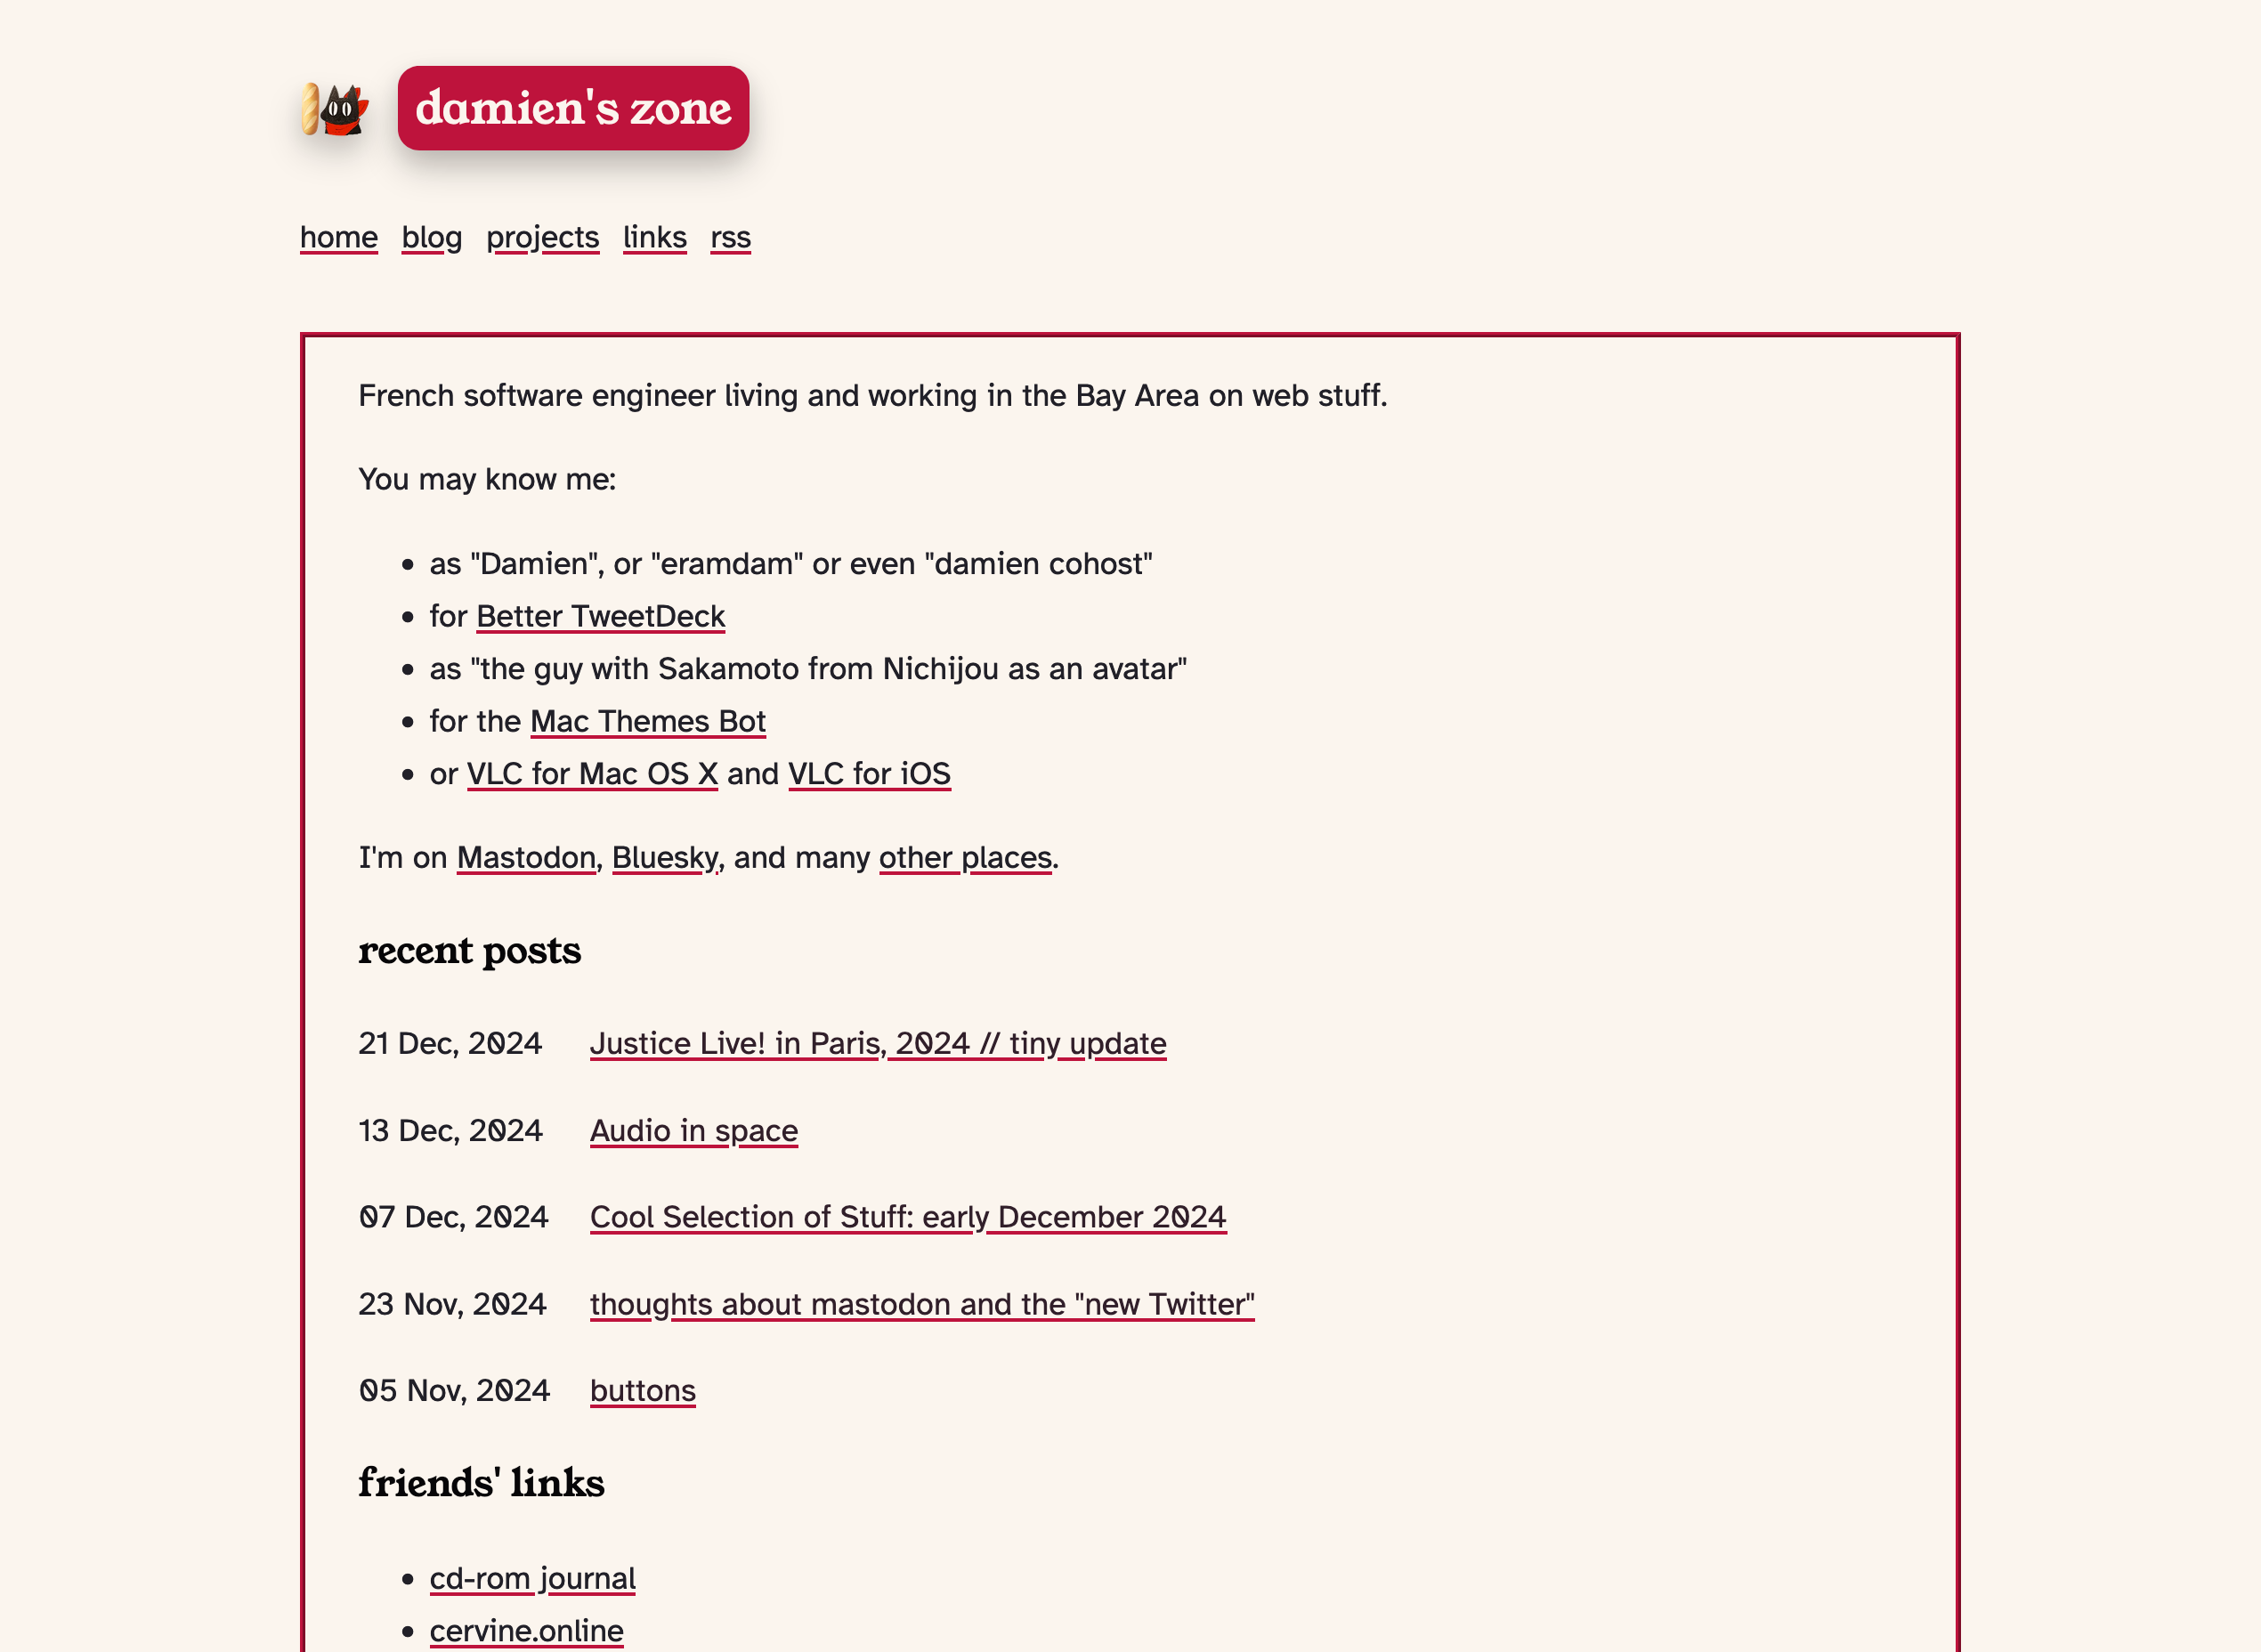 damien's zone
home blog projects links rss
French software engineer living and working in the Bay Area on web stuff.
You may know me:
as "Damien", or "eramdam" or even "damien cohost"
for Better TweetDeck
as "the guy with Sakamoto from Nichijou as an avatar"
for the Mac Themes Bot
or VLC for Mac OS X and VLC for iOS
I'm on Mastodon, Bluesky, and many other places.
recent posts
21 Dec, 2024 Justice Live! in Paris, 2024 // tiny update
13 Dec, 2024 Audio in space
07 Dec, 2024 Cool Selection of Stuff: early December 2024
23 Nov, 2024 thoughts about mastodon and the "new Twitter"
05 Nov, 2024 buttons
friends' links
cd-rom journal
cervine.online